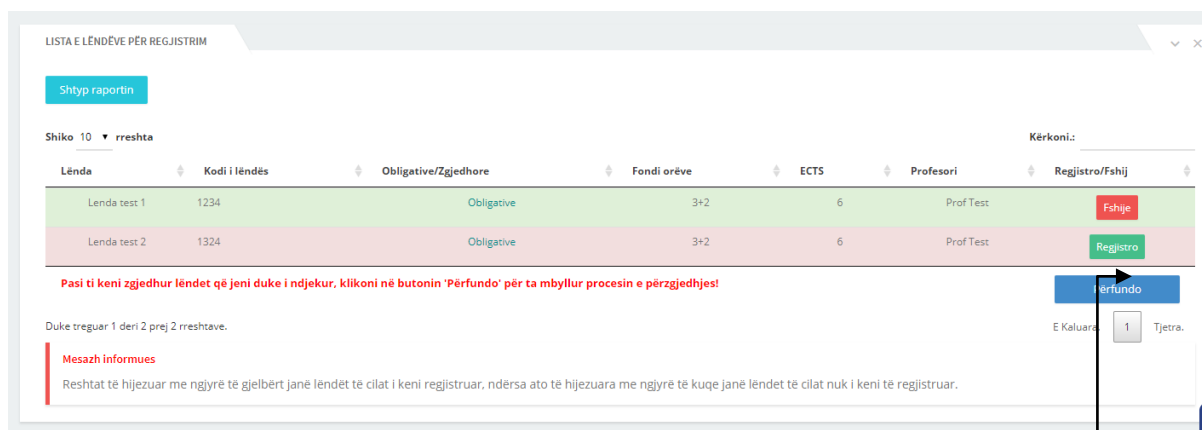 LISTA E LËNDËVE PËR REGJISTRIM
Shtyp raportin
Shiko 10 rreshta Kërkoni.:
Lënda Kodi i lëndës Obligative/Zgjedhore Fondi orëve ECTS Profesori Regjistro/Fshij
Lenda test 1 1234 Obligative 3+2 6 Prof Test Fshije
Lenda test 2 1324 Obligative 3+2 6 Prof Test Regjistro
Pasi ti keni zgjedhur lëndet që jeni duke i ndjekur, klikoni në butonin 'Përfundo' për ta mbyllur procesin e përzgjedhjes! Përfundo
Duke treguar 1 deri 2 prej 2 rreshtave. E Kaluara. 1 Tjetra.
Mesazh informues
Reshtat të hijezuar me ngjyrë të gjelbërt janë lëndët të cilat i keni regjistruar, ndërsa ato të hijezuara me ngjyrë të kuqe janë lëndet të cilat nuk i keni të regjistruar.